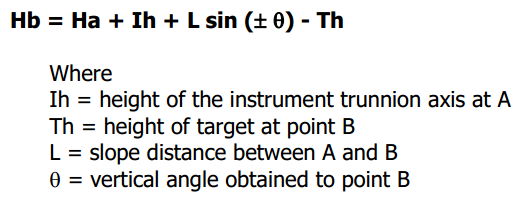 Hb = Ha + Ih + L sin (± θ) - Th
Where
Ih = height of the instrument trunnion axis at A
Th = height of target at point B
L = slope distance between A and B
θ = vertical angle obtained to point B